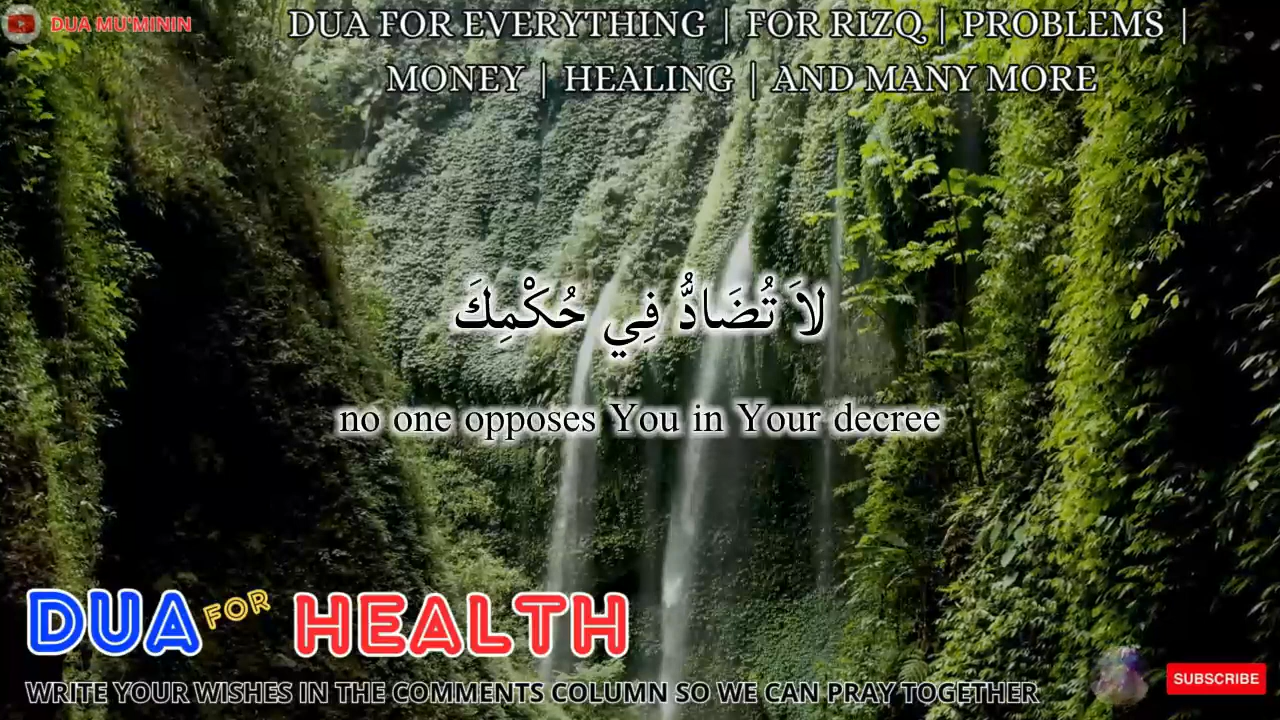 DUA MU'MININ
DUA FOR EVERYTHING | FOR RIZQ | PROBLEMS |
MONEY | HEALING | AND MANY MORE
لاَ تُضَادُّ فِي حُكْمِكَ
no one opposes You in Your decree
DUA FOR HEALTH
WRITE YOUR WISHES IN THE COMMENTS COLUMN SO WE CAN PRAY TOGETHER
SUBSCRIBE